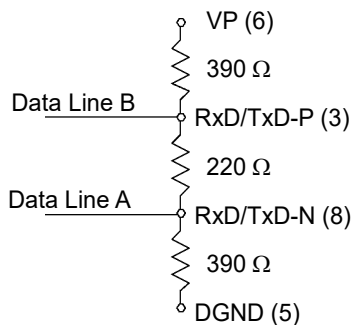 VP (6)
390 Ω
Data Line B
RxD/TxD-P (3)
220 Ω
Data Line A
RxD/TxD-N (8)
390 Ω
DGND (5)